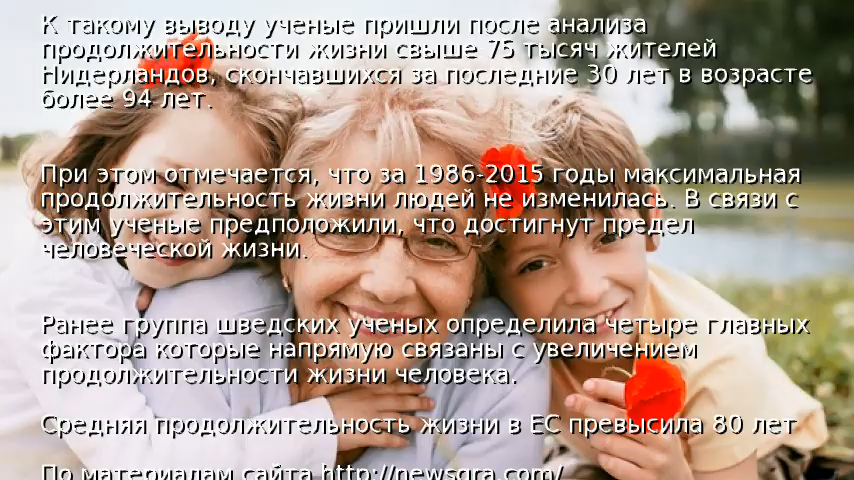 К такому выводу ученые пришли после анализа
продолжительности жизни свыше 75 тысяч жителей
Нидерландов, скончавшихся за последние 30 лет в возрасте
более 94 лет.
При этом отмечается, что за 1986-2015 годы максимальная
продолжительность жизни людей не изменилась. В связи с
этим ученые предположили, что достигнут предел
человеческой жизни.
Ранее группа шведских ученых определила четыре главных
фактора которые напрямую связаны с увеличением
продолжительности жизни человека.
Средняя продолжительность жизни в ЕС превысила 80 лет
По материалам сайта http://newsgra.com/